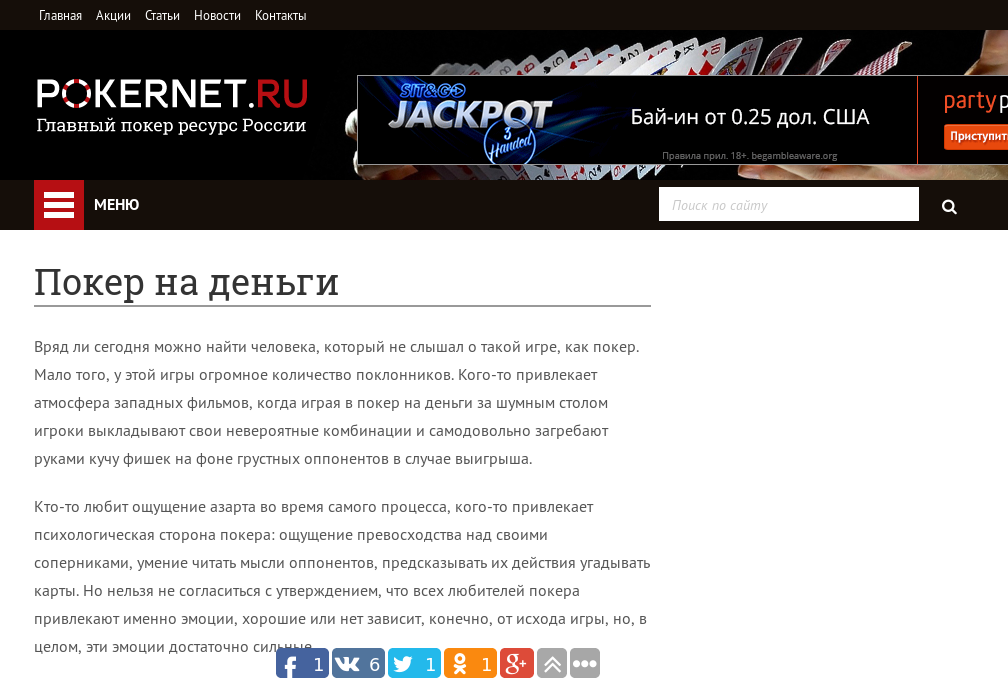 Главная Акции Статьи Новости Контакты
POKERNET.RU
Главный покер ресурс России
SIT&GO
JACKPOT
3
Handed
Бай-ин от 0.25 дол. США
Правила прил. 18+. begambleaware.org
party
МЕНЮ
Поиск по сайту
Покер на деньги
Вряд ли сегодня можно найти человека, который не слышал о такой игре, как покер.
Мало того, у этой игры огромное количество поклонников. Кого-то привлекает
атмосфера западных фильмов, когда играя в покер на деньги за шумным столом
игроки выкладывают свои невероятные комбинации и самодовольно загребают
руками кучу фишек на фоне грустных оппонентов в случае выигрыша.
Кто-то любит ощущение азарта во время самого процесса, кого-то привлекает
психологическая сторона покера: ощущение превосходства над своими
соперниками, умение читать мысли оппонентов, предсказывать их действия угадывать
карты. Но нельзя не согласиться с утверждением, что всех любителей покера
привлекают именно эмоции, хорошие или нет зависит, конечно, от исхода игры, но, в
целом, эти эмоции достаточно сильные.
1 6 1 1